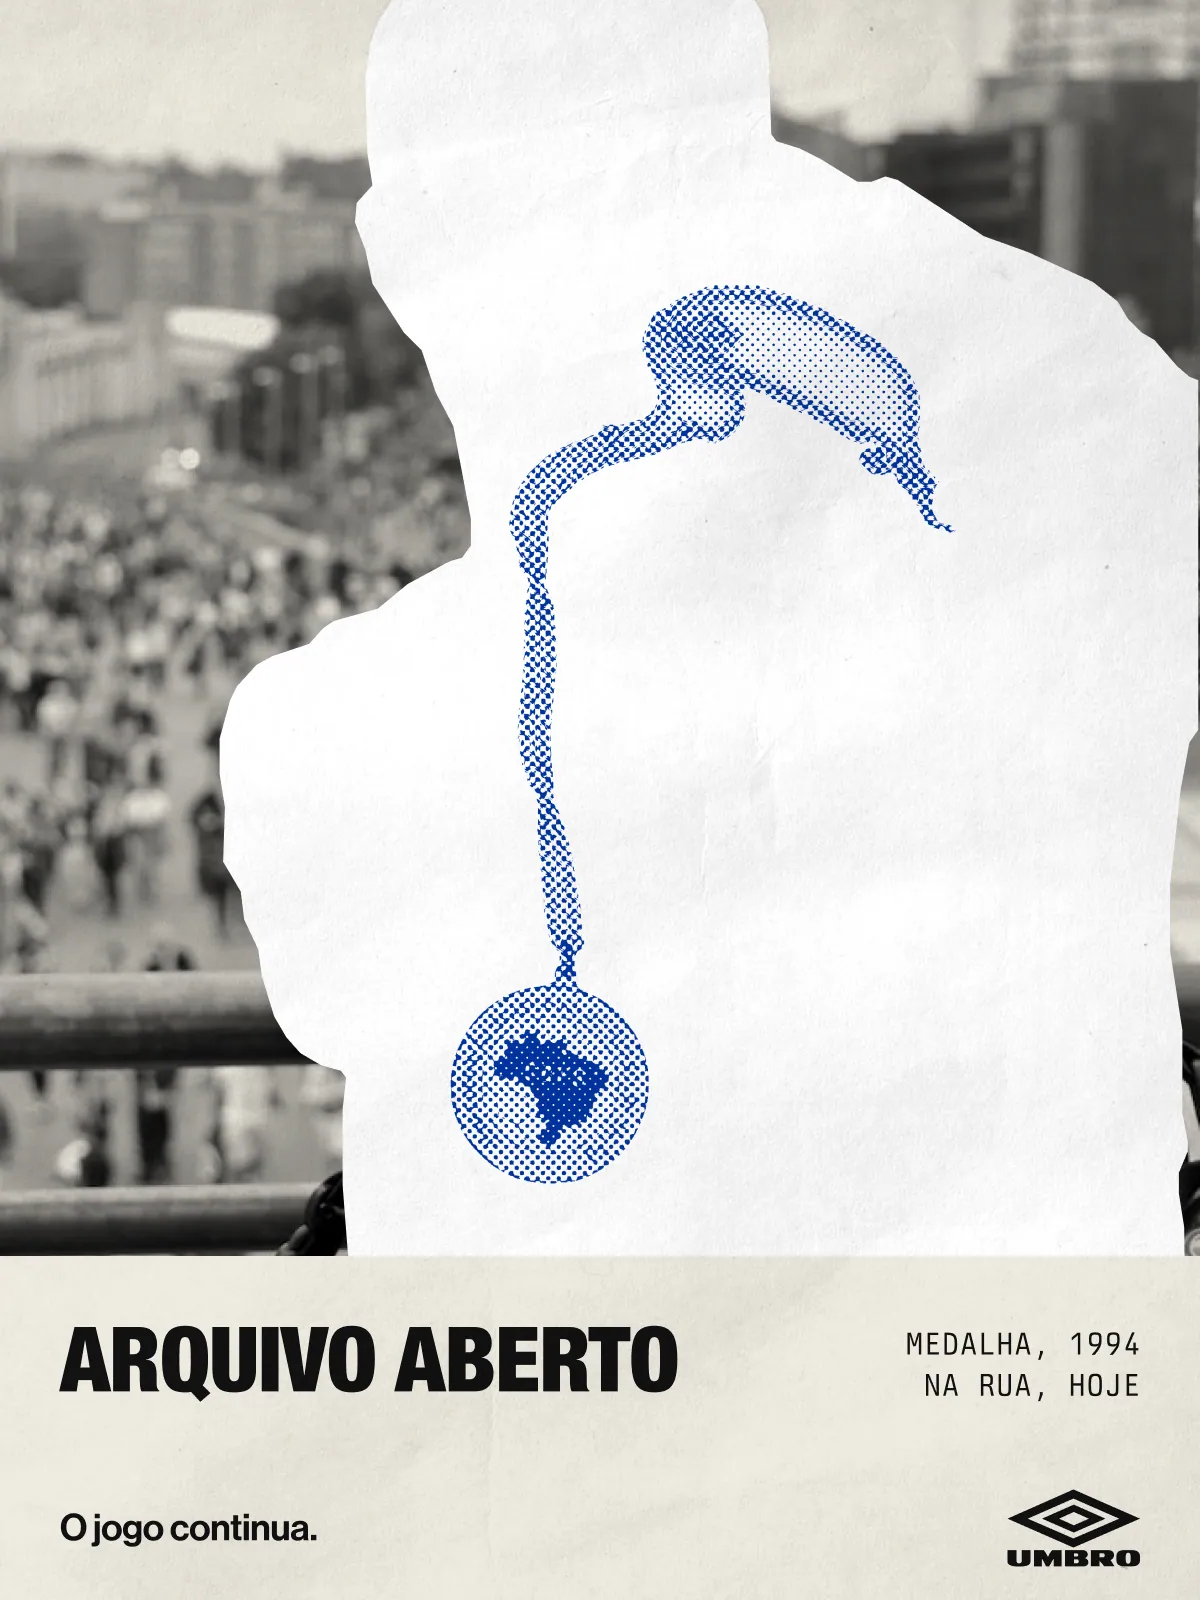 ARQUIVO ABERTO
MEDALHA, 1994
NA RUA, HOJE
O jogo continua.
UMBRO